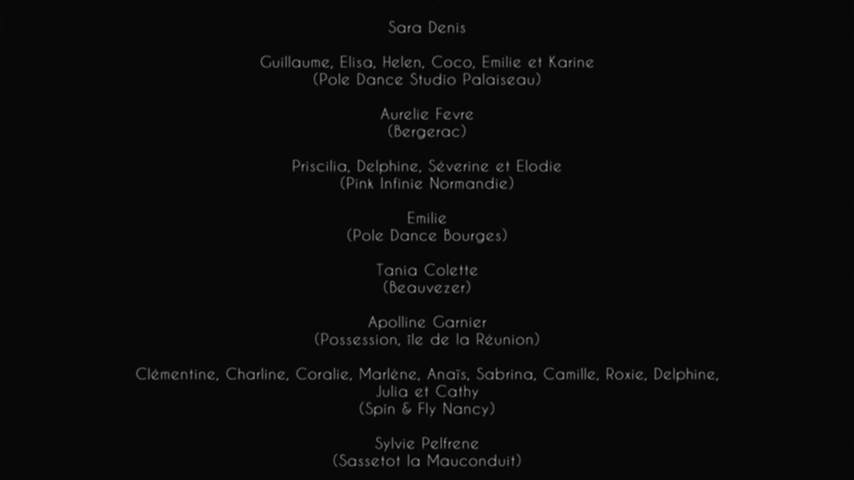 Sara Denis
Guillaume, Elisa, Helen, Coco, Emilie et Karine
(Pole Dance Studio Palaiseau)
Aurelie Fevre
(Bergerac)
Priscilia, Delphine, Séverine et Elodie
(Pink Infinie Normandie)
Emilie
(Pole Dance Bourges)
Tania Colette
(Beauvezer)
Apolline Garnier
(Possession, île de la Réunion)
Clémentine, Charline, Coralie, Marlène, Anaïs, Sabrina, Camille, Roxie, Delphine,
Julia et Cathy
(Spin & Fly Nancy)
Sylvie Pelfrene
(Sassetot la Mauconduit)